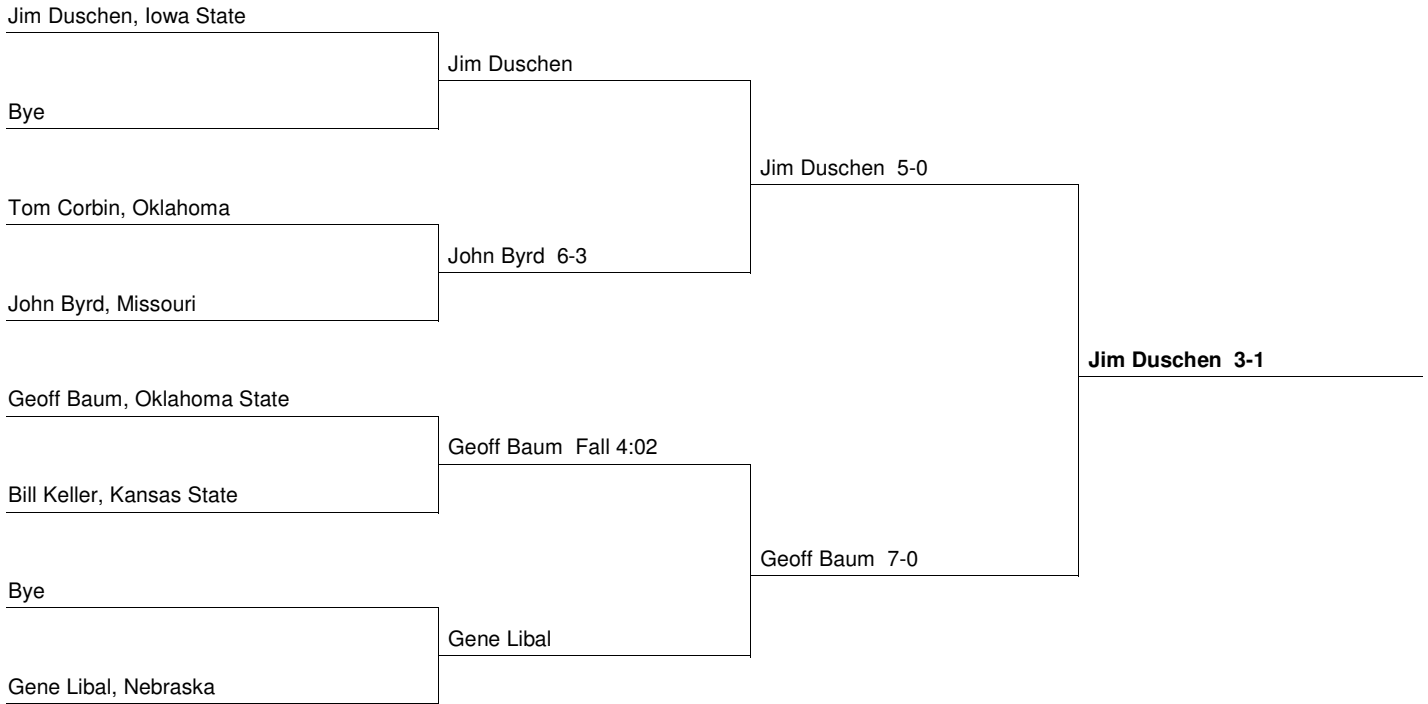 Jim Duschen, Iowa State
Jim Duschen
Bye
Jim Duschen 5-0
Tom Corbin, Oklahoma
John Byrd 6-3
John Byrd, Missouri
Jim Duschen 3-1
Geoff Baum, Oklahoma State
Geoff Baum Fall 4:02
Bill Keller, Kansas State
Geoff Baum 7-0
Bye
Gene Libal
Gene Libal, Nebraska